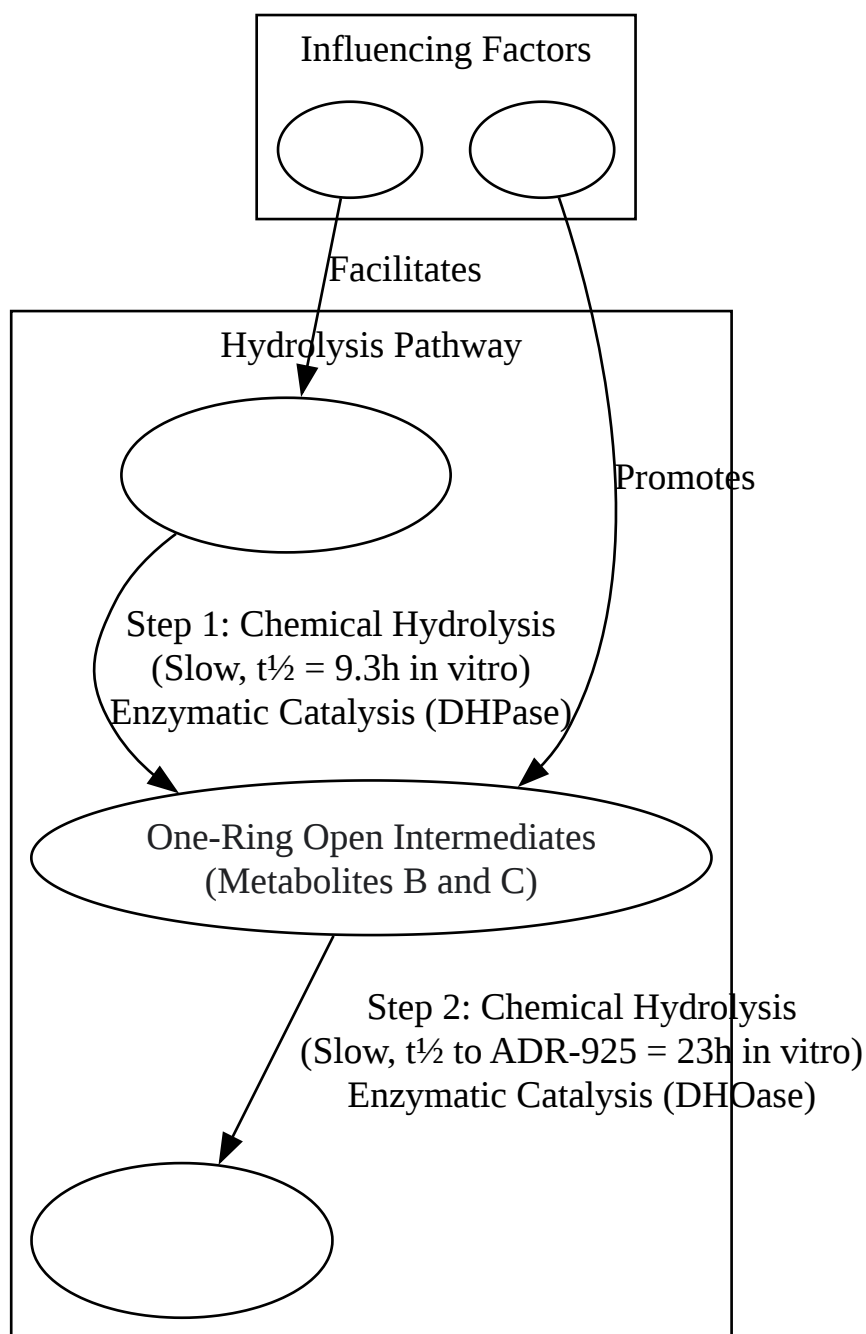 Influencing Factors
Facilitates
Hydrolysis Pathway
Promotes
Step 1: Chemical Hydrolysis
(Slow, t½ = 9.3h in vitro)
Enzymatic Catalysis (DHPase)
One-Ring Open Intermediates
(Metabolites B and C)
Step 2: Chemical Hydrolysis
(Slow, t½ to ADR-925 = 23h in vitro)
Enzymatic Catalysis (DHOase)